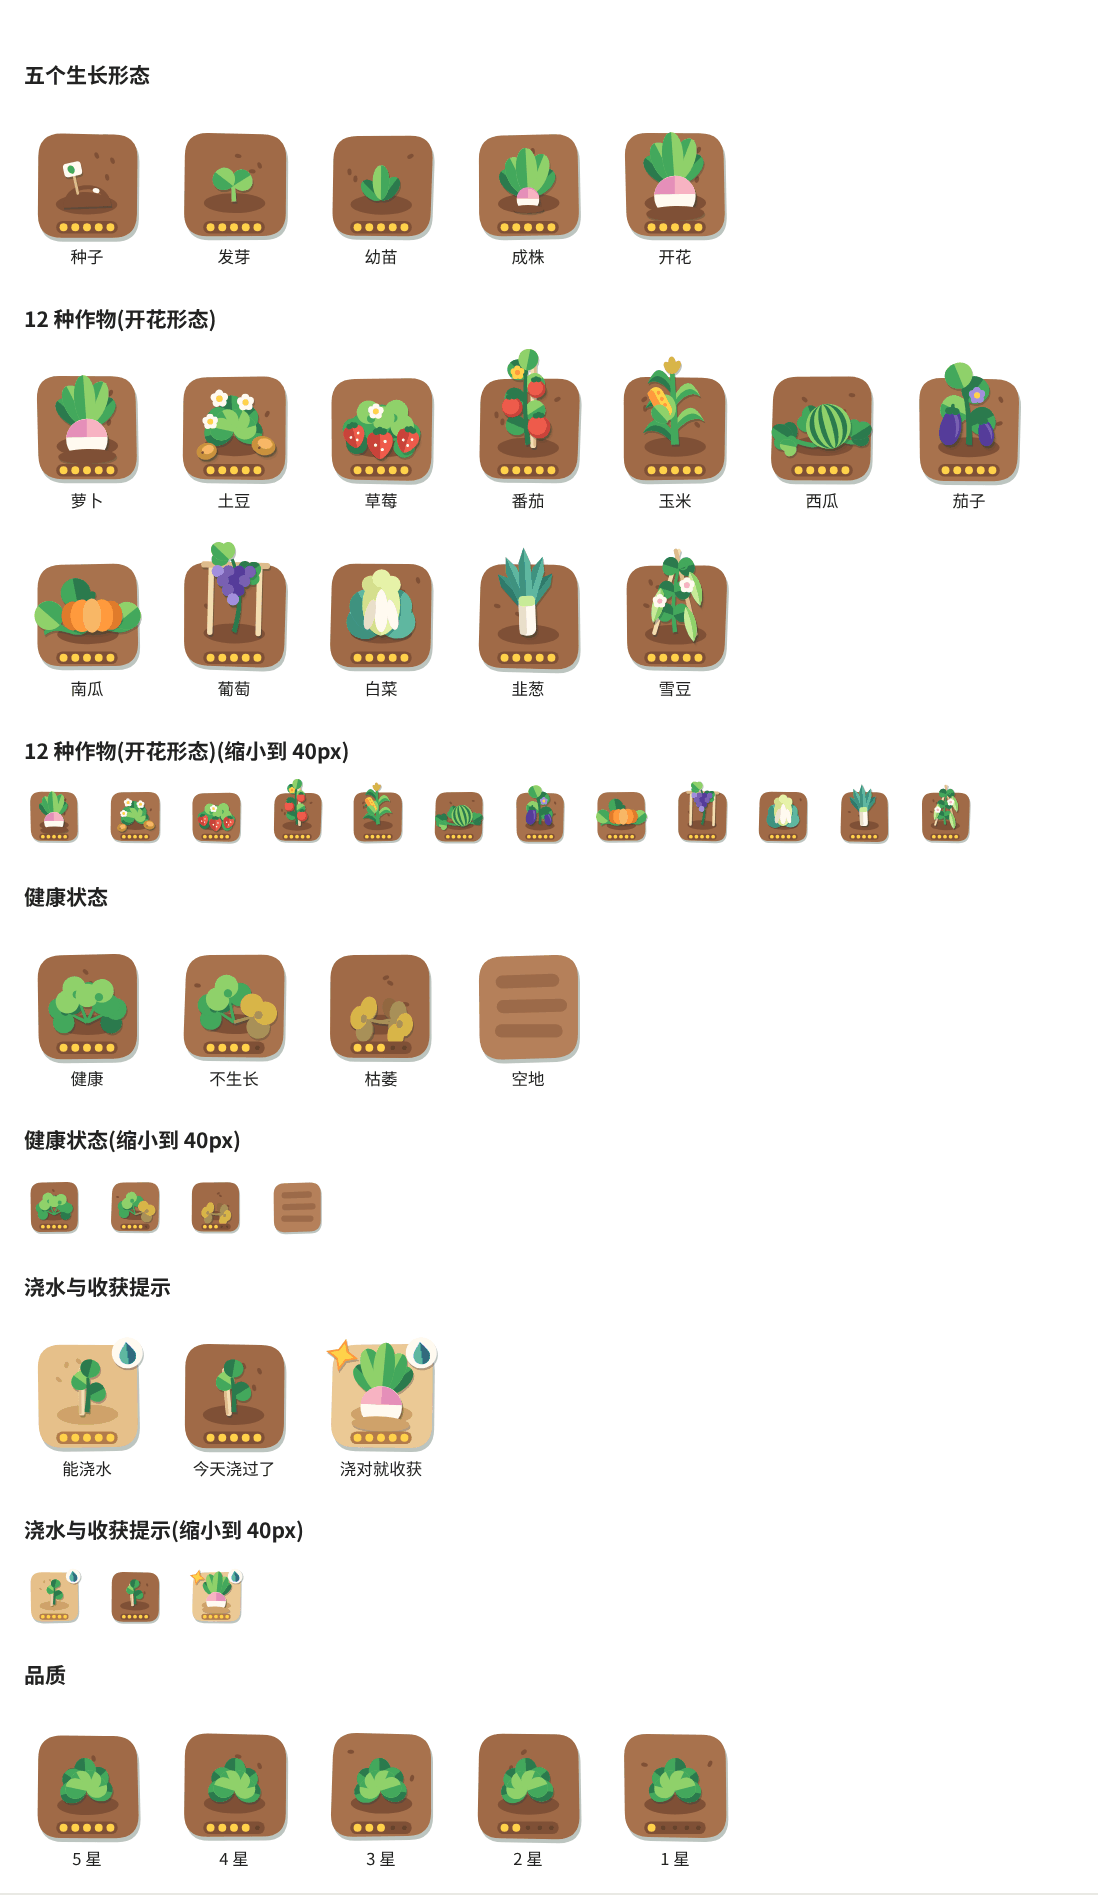 五个生长形态
种子 发芽 幼苗 成株 开花
12 种作物(开花形态)
萝卜 土豆 草莓 番茄 玉米 西瓜 茄子
南瓜 葡萄 白菜 韭葱 雪豆
12 种作物(开花形态)(缩小到 40px)
健康状态
健康 不生长 枯萎 空地
健康状态(缩小到 40px)
浇水与收获提示
能浇水 今天浇过了 浇对就收获
浇水与收获提示(缩小到 40px)
品质
5 星 4 星 3 星 2 星 1 星